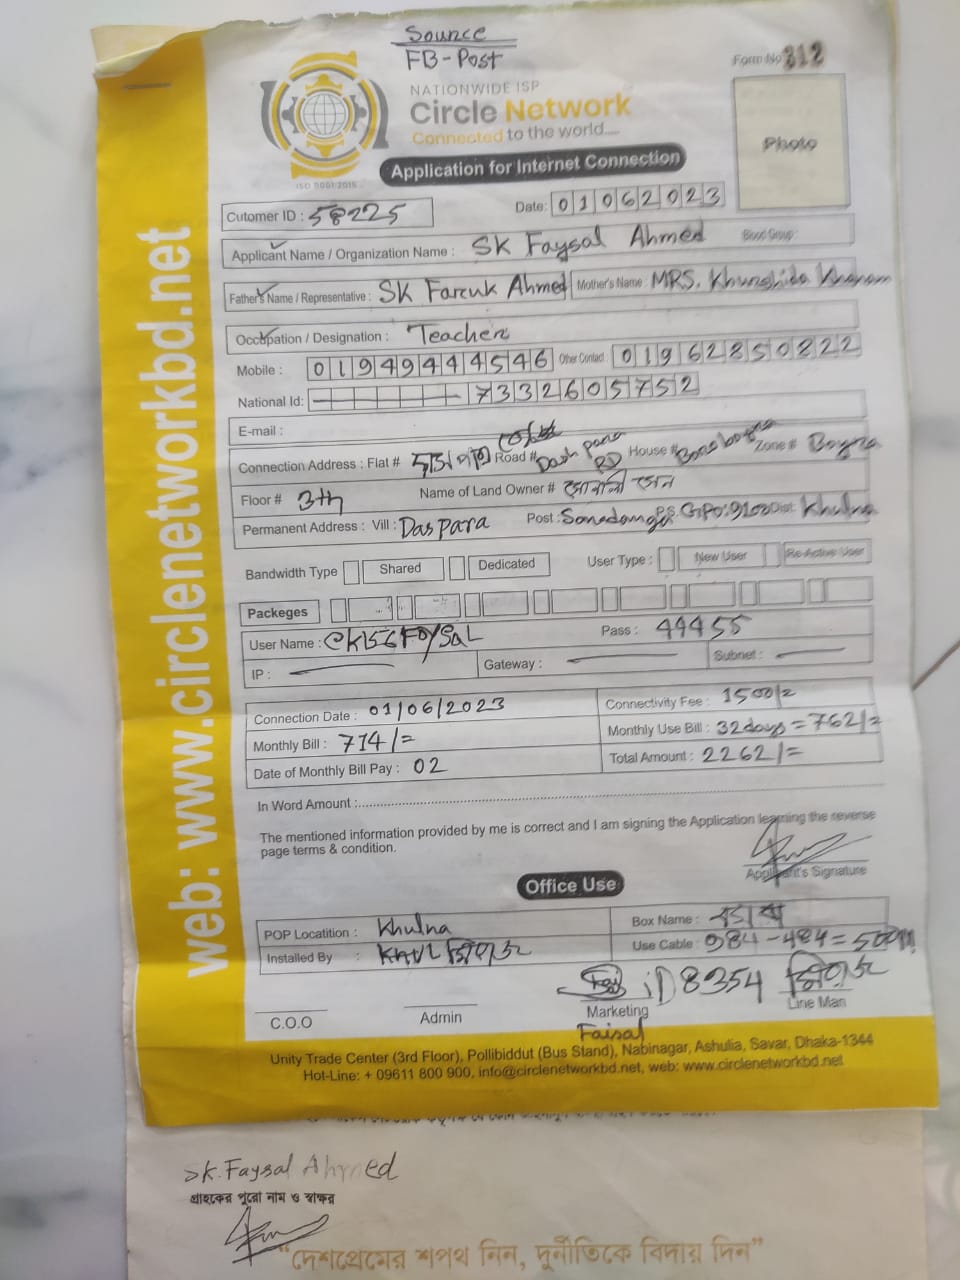 Source
FB-Post
Form No 312
NATIONWIDE ISP
Circle Network
Connected to the world....
ISO 9001:2015
Application for Internet Connection
Photo
Cutomer ID : 58225
Date: 01062023
Applicant Name / Organization Name : SK Faysal Ahmed Blood Group :
Father's Name / Representative : SK Faruk Ahmed Mother's Name : MRS. Khurshida Khanam
Occupation / Designation : Teacher
Mobile : 01949444546 Other Contact : 01962850822
National Id: 7332605752
E-mail :
Connection Address : Flat # Road # Dash para RD House # Zone # Boyra
Floor # 3th Name of Land Owner #
Permanent Address : Vill : Daspara Post : Sonadanga P.S. GPO:9100 Dist: Khulna
Bandwidth Type Shared Dedicated User Type : New User Re-Active User
Packeges
User Name : Pass : 44455
IP : Gateway : Subnet :
Connection Date : 01/06/2023 Connectivity Fee : 1500/=
Monthly Bill : 714/= Monthly Use Bill : 32days = 762/=
Date of Monthly Bill Pay : 02 Total Amount : 2262/=
In Word Amount :
The mentioned information provided by me is correct and I am signing the Application learning the reverse
page terms & condition.
Applicant's Signature
Office Use
POP Locatition : Khulna Box Name :
Installed By : Use Cable : 984-484=500m
iD 8354
C.O.O Admin Marketing Line Man
Faisal
Unity Trade Center (3rd Floor), Pollibiddut (Bus Stand), Nabinagar, Ashulia, Savar, Dhaka-1344
Hot-Line: + 09611 800 900, info@circlenetworkbd.net, web: www.circlenetworkbd.net
web: www.circlenetworkbd.net
SK. Faysal Ahmed
গ্রাহকের পুরো নাম ও স্বাক্ষর
"দেশপ্রেমের শপথ নিন, দুর্নীতিকে বিদায় দিন"